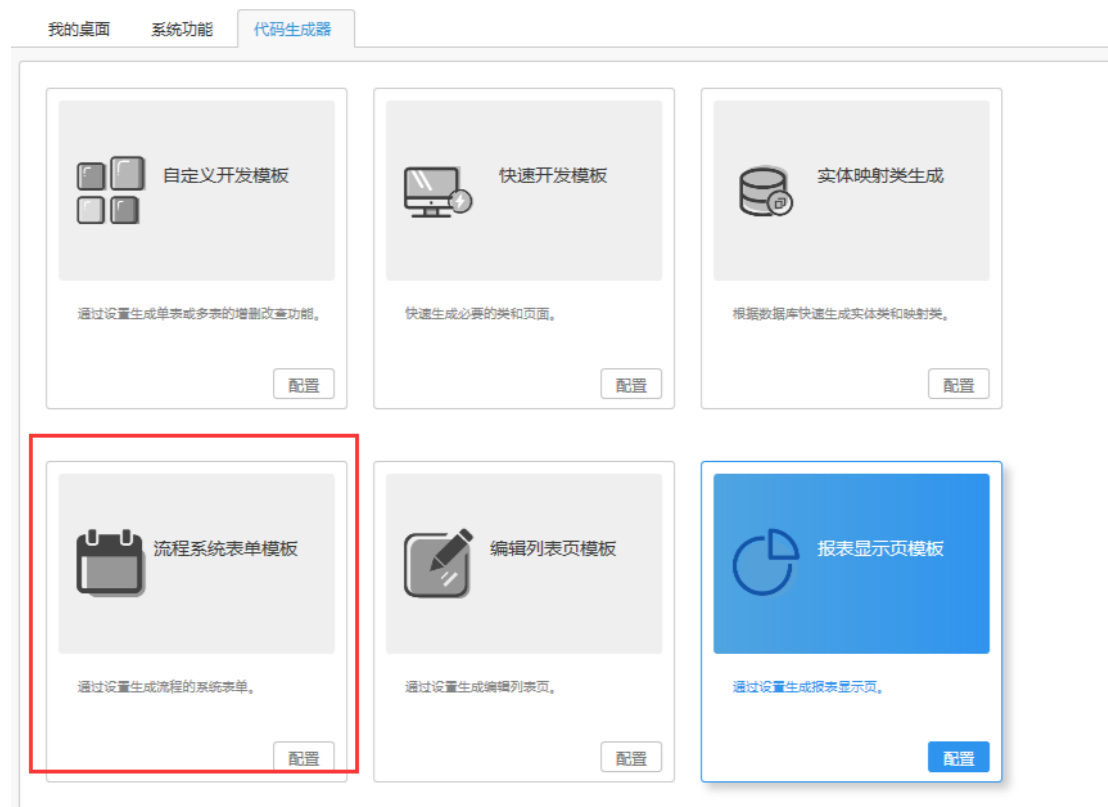 我的桌面 系统功能 代码生成器
自定义开发模板 快速开发模板 实体映射类生成
通过设置生成单表或多表的增删改查功能。 快速生成必要的类和页面。 根据数据库快速生成实体类和映射类。
配置 配置 配置
流程系统表单模板 编辑列表页模板 报表显示页模板
通过设置生成流程的系统表单。 通过设置生成编辑列表页。 通过设置生成报表显示页。
配置 配置 配置